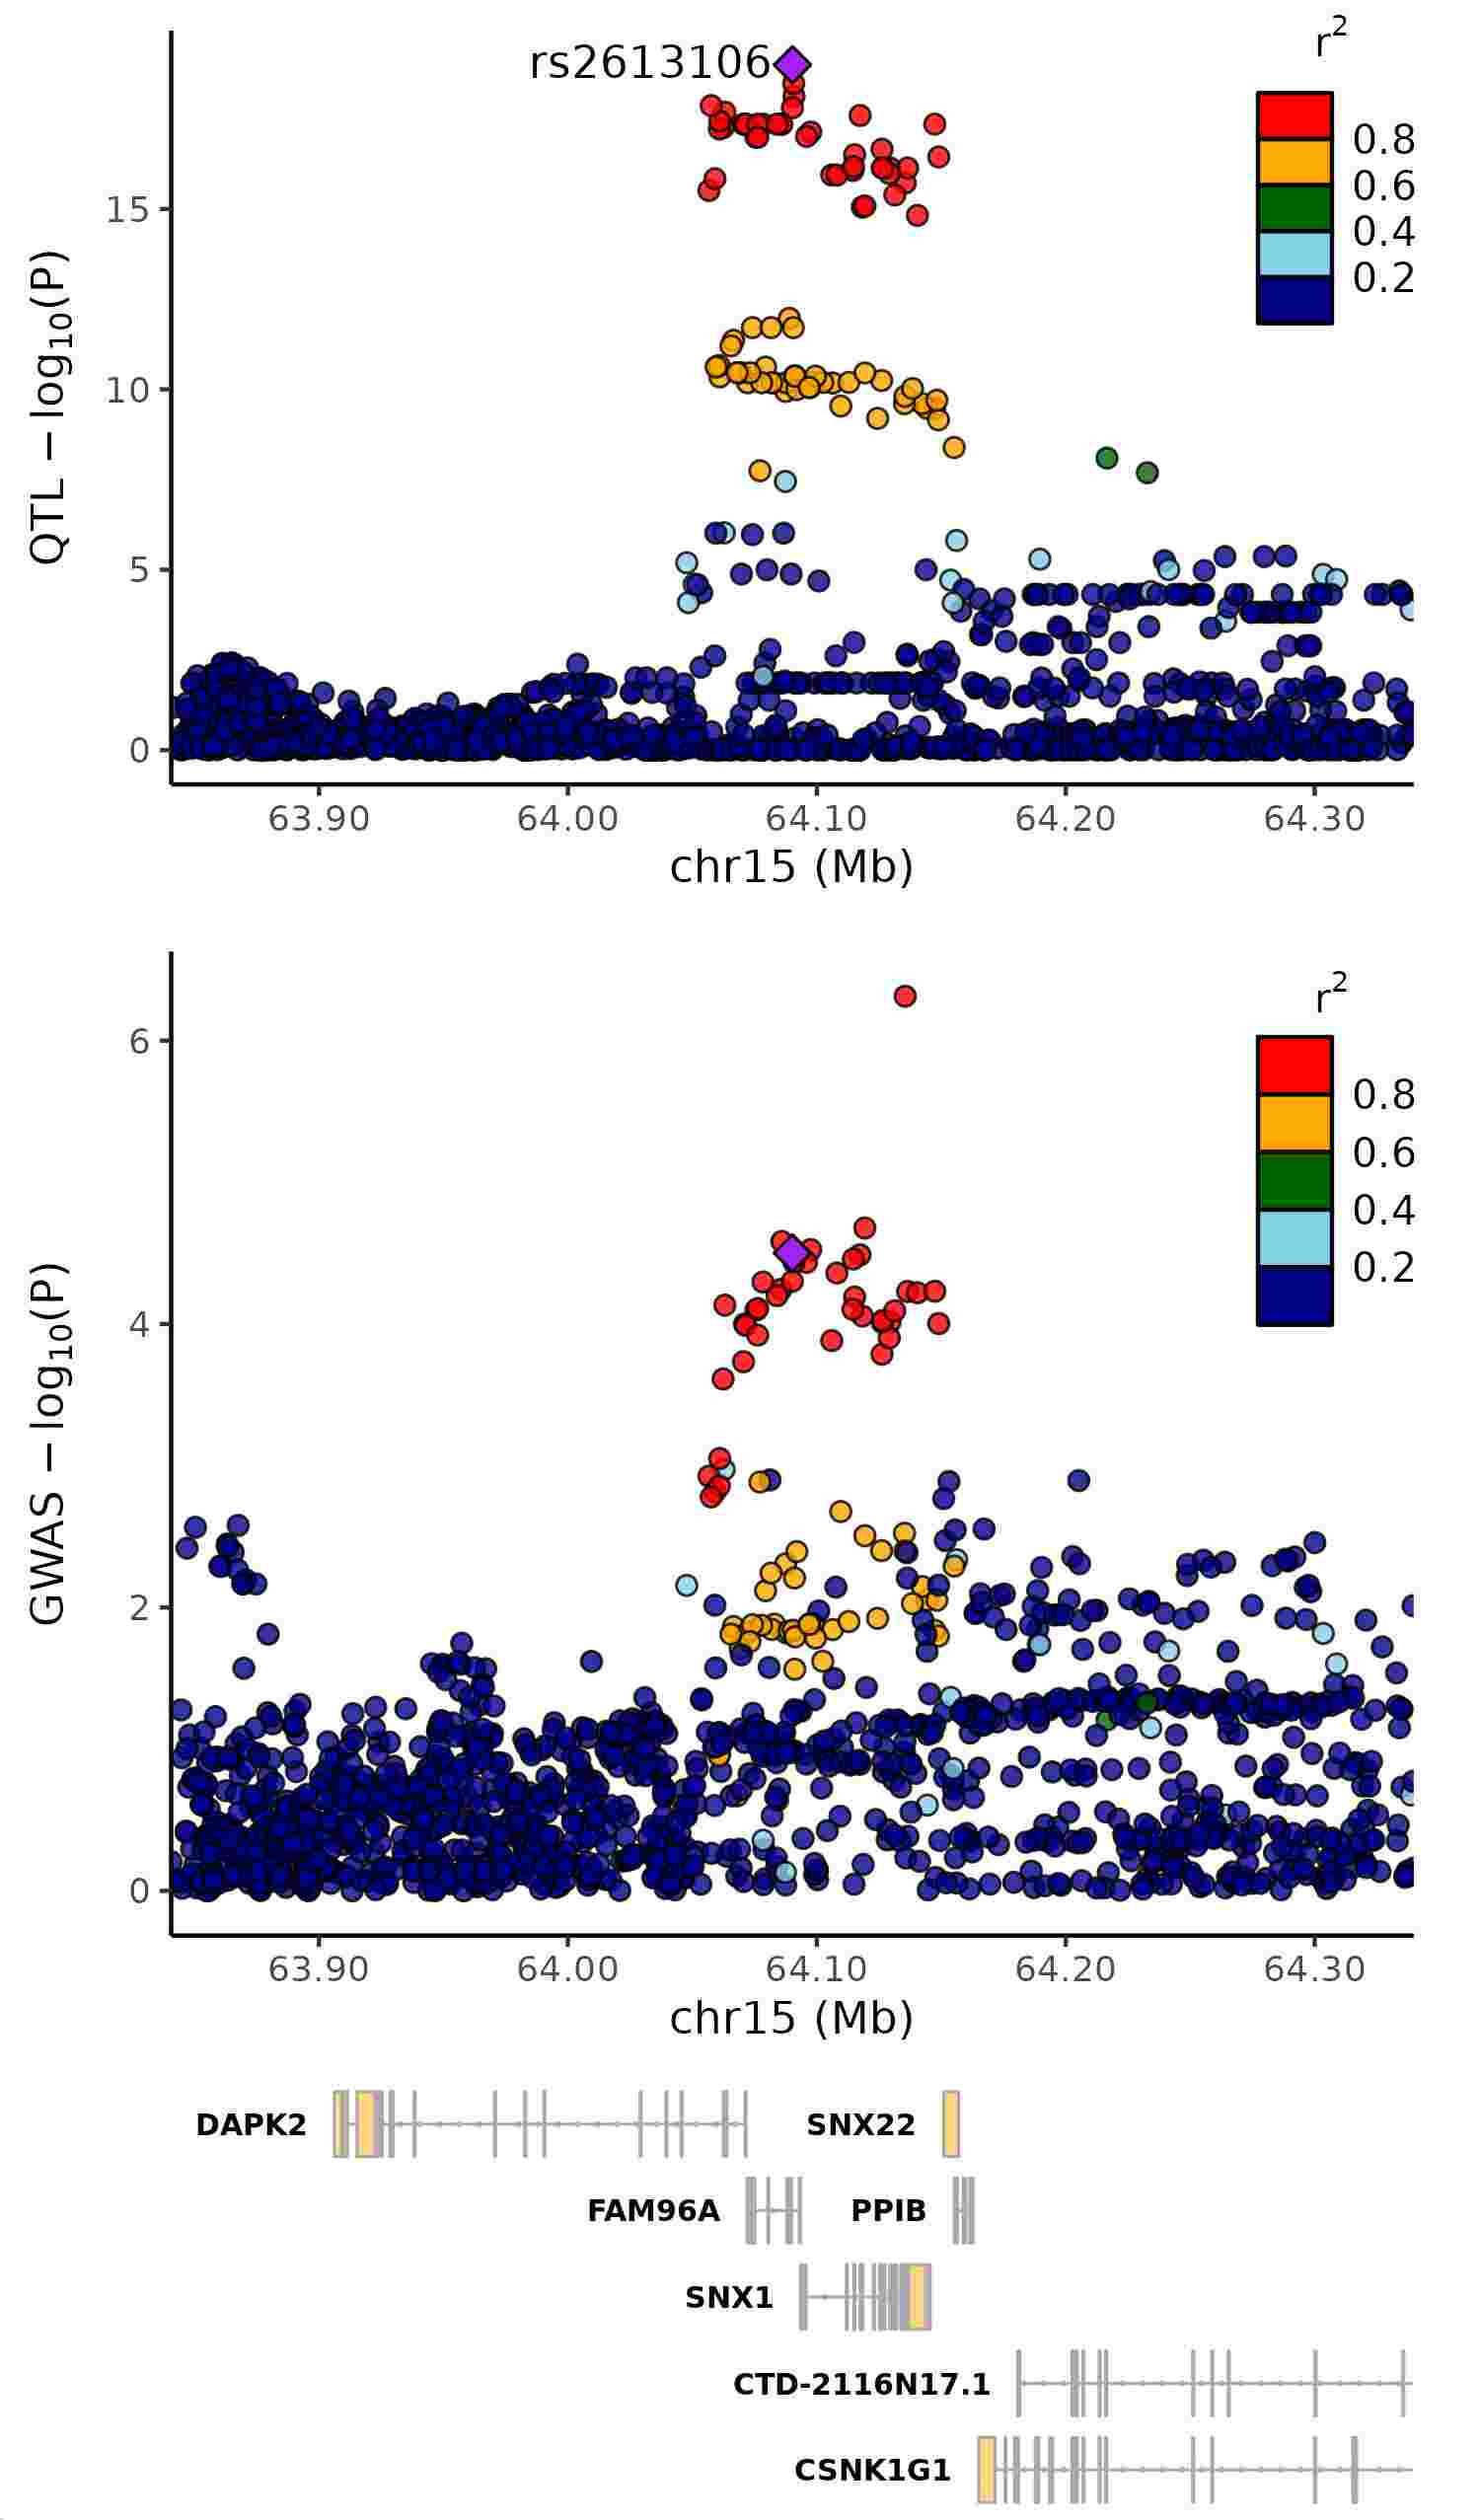 r²
rs2613106
0.8
0.6
0.4
0.2
15
10
5
0
QTL − log₁₀(P)
63.90 64.00 64.10 64.20 64.30
chr15 (Mb)
r²
0.8
0.6
0.4
0.2
6
4
2
0
GWAS − log₁₀(P)
63.90 64.00 64.10 64.20 64.30
chr15 (Mb)
DAPK2 SNX22
FAM96A PPIB
SNX1
CTD-2116N17.1
CSNK1G1